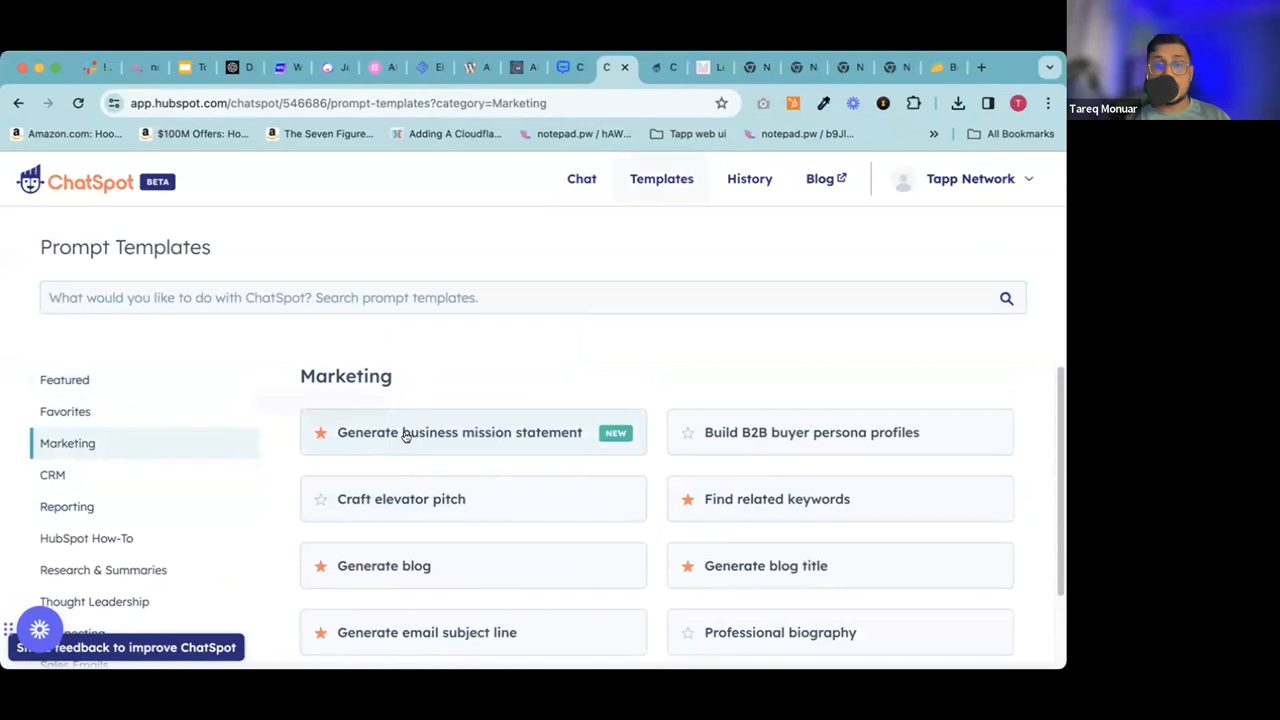 Tareq Monuar
app.hubspot.com/chatspot/546686/prompt-templates?category=Marketing
T
Amazon.com: Hoo...
$100M Offers: Ho...
The Seven Figure...
Adding A Cloudfla...
notepad.pw / hAW...
Tapp web ui
notepad.pw / b9Jl...
»
All Bookmarks
ChatSpot BETA
Chat
Templates
History
Blog
Tapp Network
Prompt Templates
What would you like to do with ChatSpot? Search prompt templates.
Featured
Favorites
Marketing
CRM
Reporting
HubSpot How-To
Research & Summaries
Thought Leadership
Sales Emails
feedback to improve ChatSpot
Marketing
Generate business mission statement NEW
Build B2B buyer persona profiles
Craft elevator pitch
Find related keywords
Generate blog
Generate blog title
Generate email subject line
Professional biography